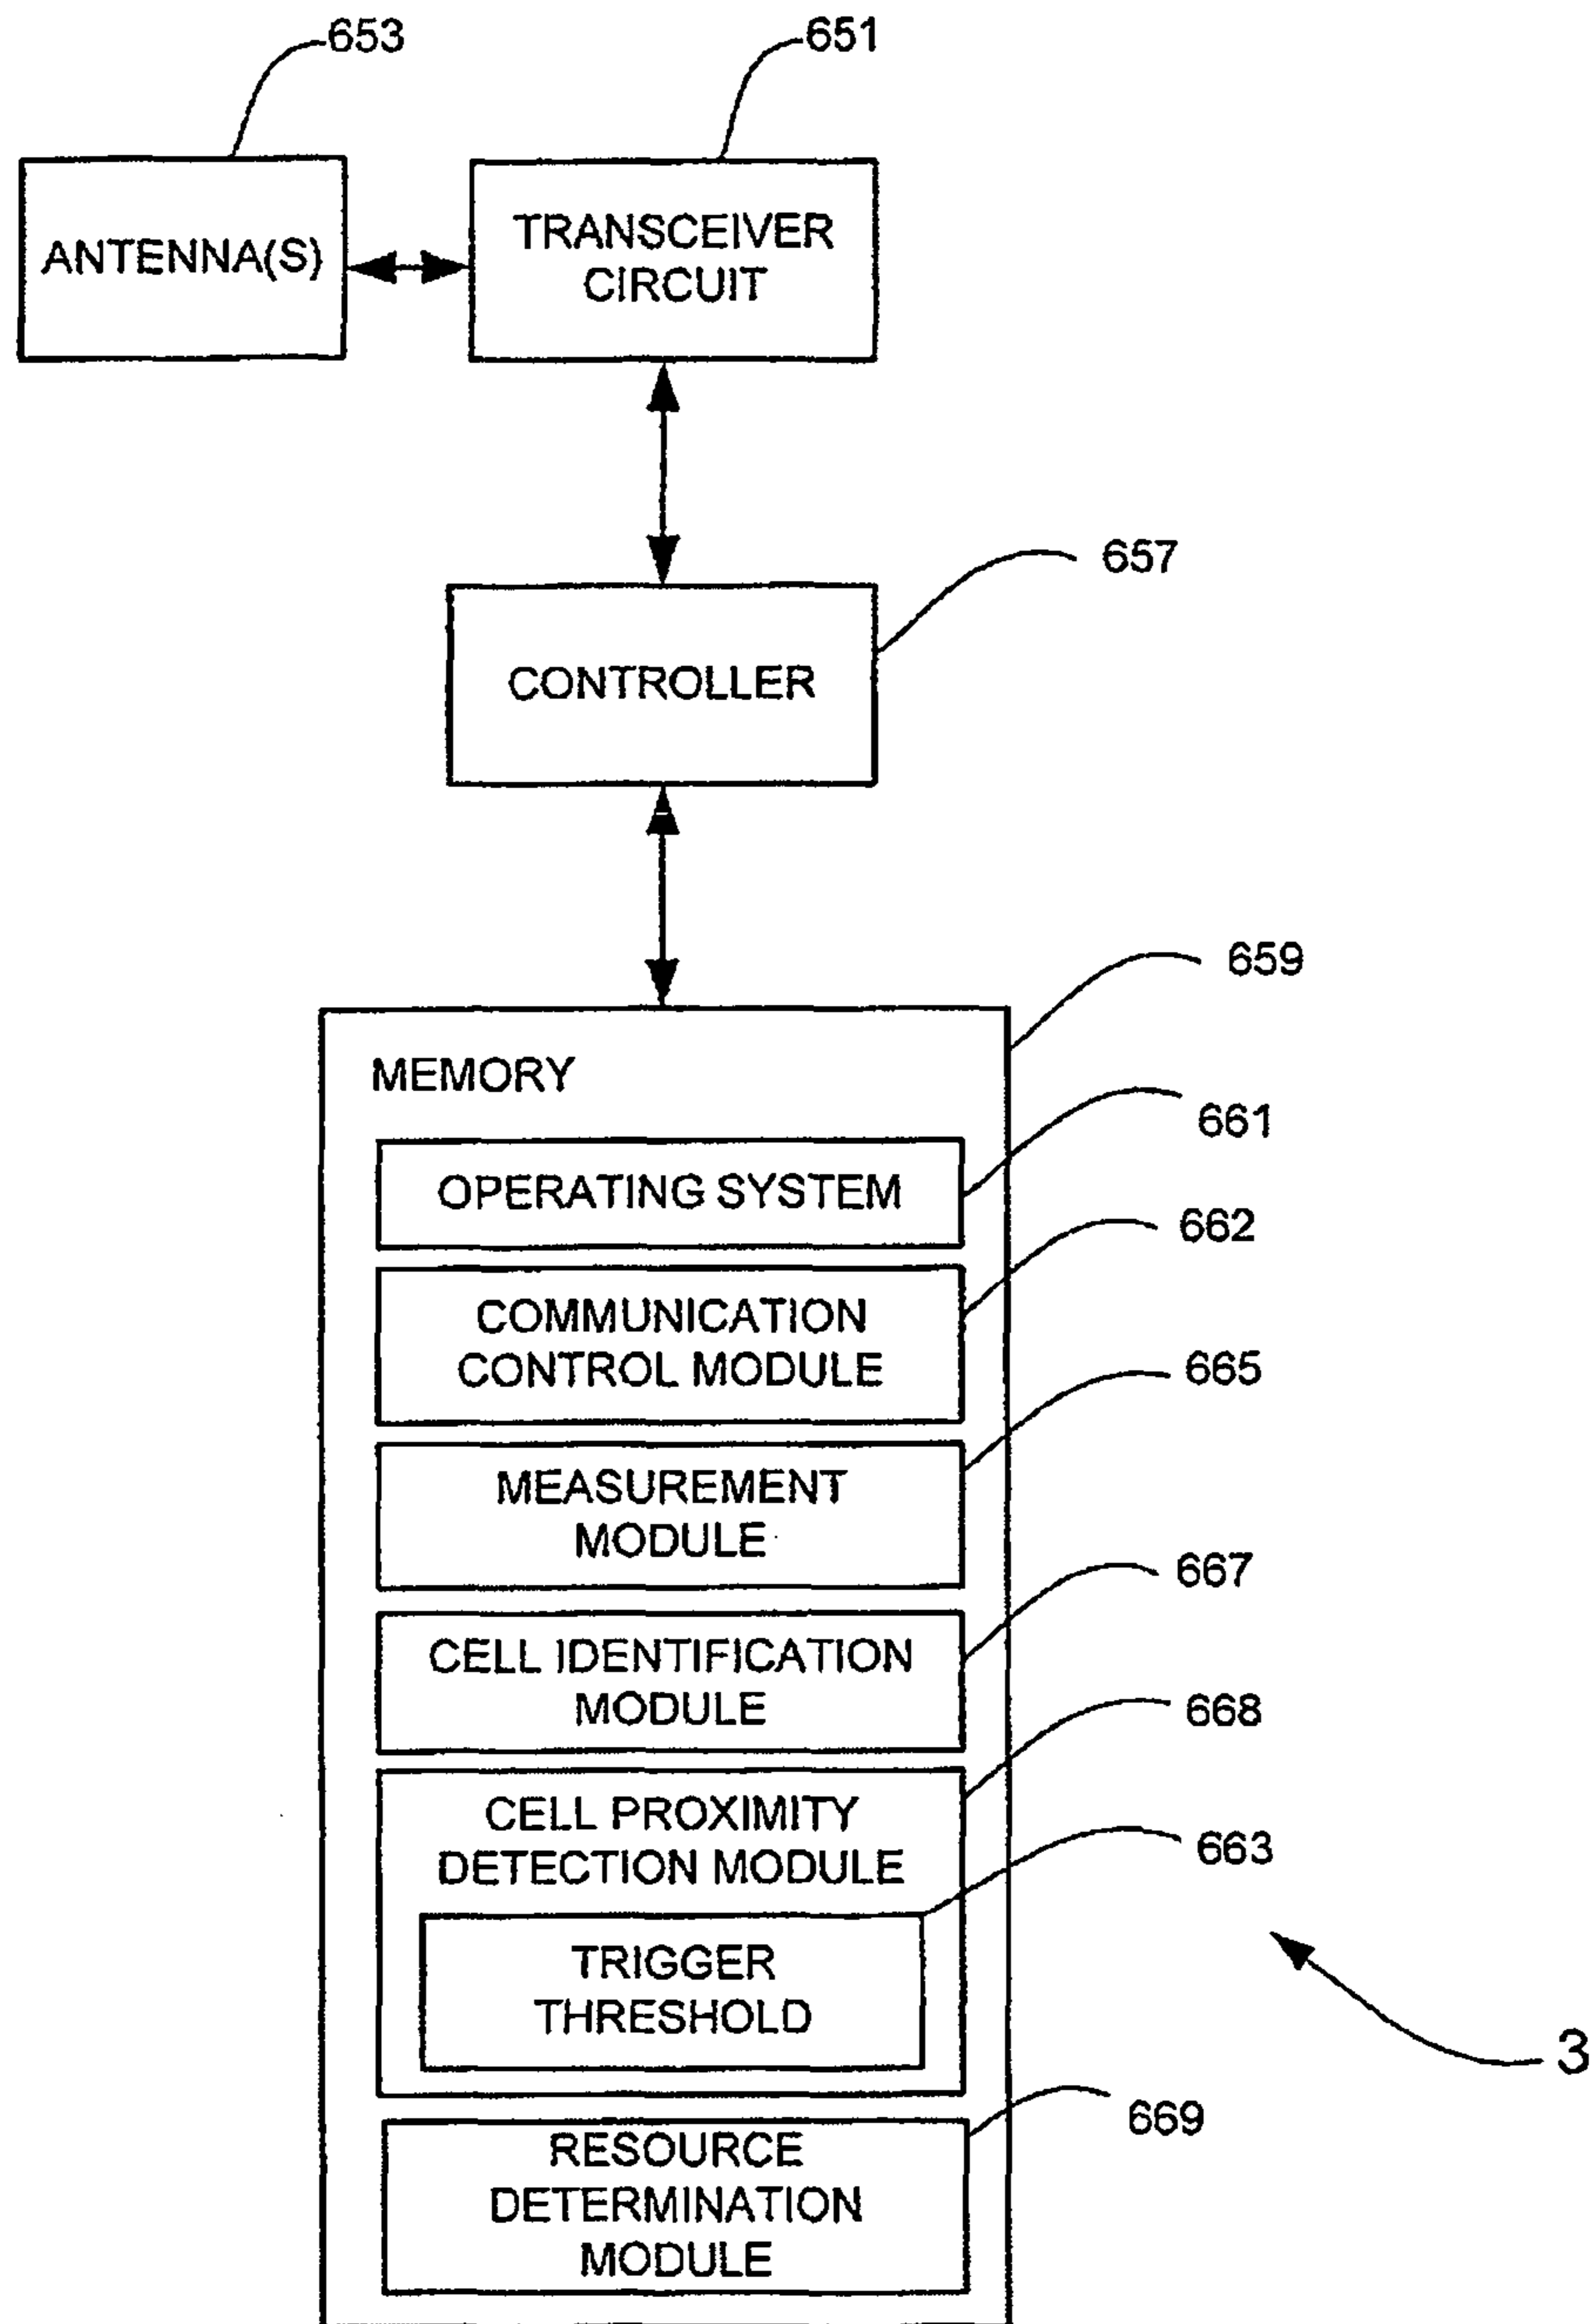 653
651
ANTENNA(S)
TRANSCEIVER
CIRCUIT
657
CONTROLLER
659
MEMORY
661
OPERATING SYSTEM
662
COMMUNICATION
CONTROL MODULE
665
MEASUREMENT
MODULE
667
CELL IDENTIFICATION
MODULE
668
CELL PROXIMITY
DETECTION MODULE
663
TRIGGER
THRESHOLD
3
669
RESOURCE
DETERMINATION
MODULE